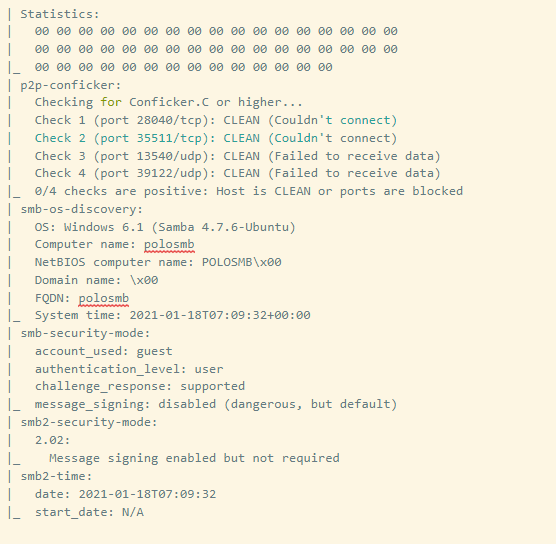 | Statistics:
|   00 00 00 00 00 00 00 00 00 00 00 00 00 00 00 00 00
|   00 00 00 00 00 00 00 00 00 00 00 00 00 00 00 00 00
|_  00 00 00 00 00 00 00 00 00 00 00 00 00 00
| p2p-conficker:
|   Checking for Conficker.C or higher...
|   Check 1 (port 28040/tcp): CLEAN (Couldn't connect)
|   Check 2 (port 35511/tcp): CLEAN (Couldn't connect)
|   Check 3 (port 13540/udp): CLEAN (Failed to receive data)
|   Check 4 (port 39122/udp): CLEAN (Failed to receive data)
|_  0/4 checks are positive: Host is CLEAN or ports are blocked
| smb-os-discovery:
|   OS: Windows 6.1 (Samba 4.7.6-Ubuntu)
|   Computer name: polosmb
|   NetBIOS computer name: POLOSMB\x00
|   Domain name: \x00
|   FQDN: polosmb
|_  System time: 2021-01-18T07:09:32+00:00
| smb-security-mode:
|   account_used: guest
|   authentication_level: user
|   challenge_response: supported
|_  message_signing: disabled (dangerous, but default)
| smb2-security-mode:
|   2.02:
|_    Message signing enabled but not required
| smb2-time:
|   date: 2021-01-18T07:09:32
|_  start_date: N/A